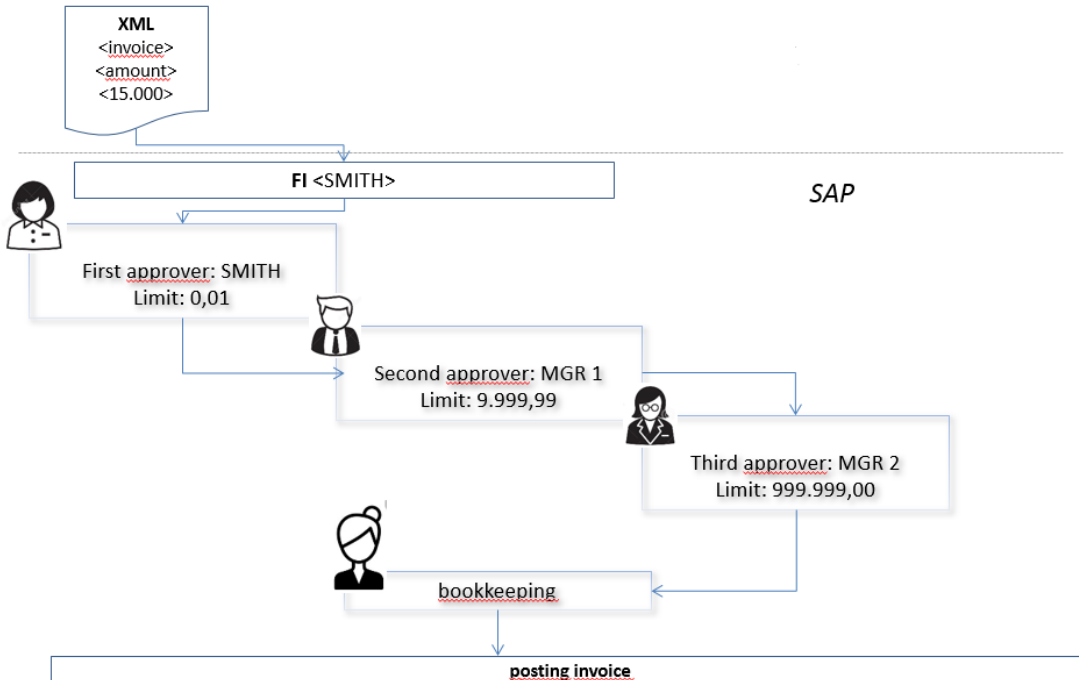 XML
<invoice>
<amount>
<15.000>
FI <SMITH>
SAP
First approver: SMITH
Limit: 0,01
Second approver: MGR 1
Limit: 9.999,99
Third approver: MGR 2
Limit: 999.999,00
bookkeeping
posting invoice